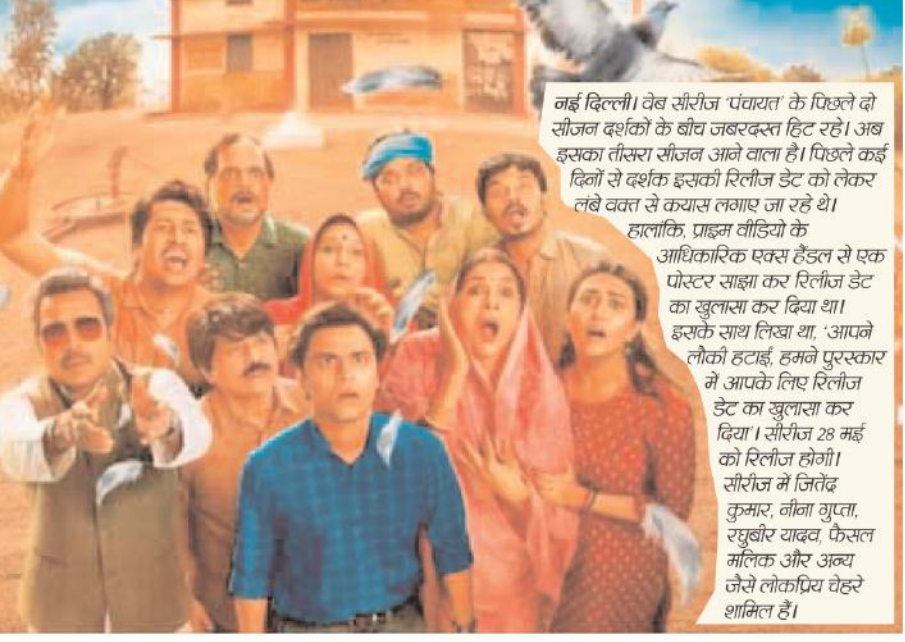 नई दिल्ली। वेब सीरीज 'पंचायत' के पिछले दो
सीजन दर्शकों के बीच जबरदस्त हिट रहे। अब
इसका तीसरा सीजन आने वाला है। पिछले कई
दिनों से दर्शक इसकी रिलीज डेट को लेकर
लंबे वक्त से कयास लगाए जा रहे थे।
हालांकि, प्राइम वीडियो के
आधिकारिक एक्स हैंडल से एक
पोस्टर साझा कर रिलीज डेट
का खुलासा कर दिया था।
इसके साथ लिखा था, 'आपने
लौकी हटाई, हमने पुरस्कार
में आपके लिए रिलीज
डेट का खुलासा कर
दिया'। सीरीज 28 मई
को रिलीज होगी।
सीरीज में जितेंद्र
कुमार, नीना गुप्ता,
रघुबीर यादव, फैसल
मलिक और अन्य
जैसे लोकप्रिय चेहरे
शामिल हैं।